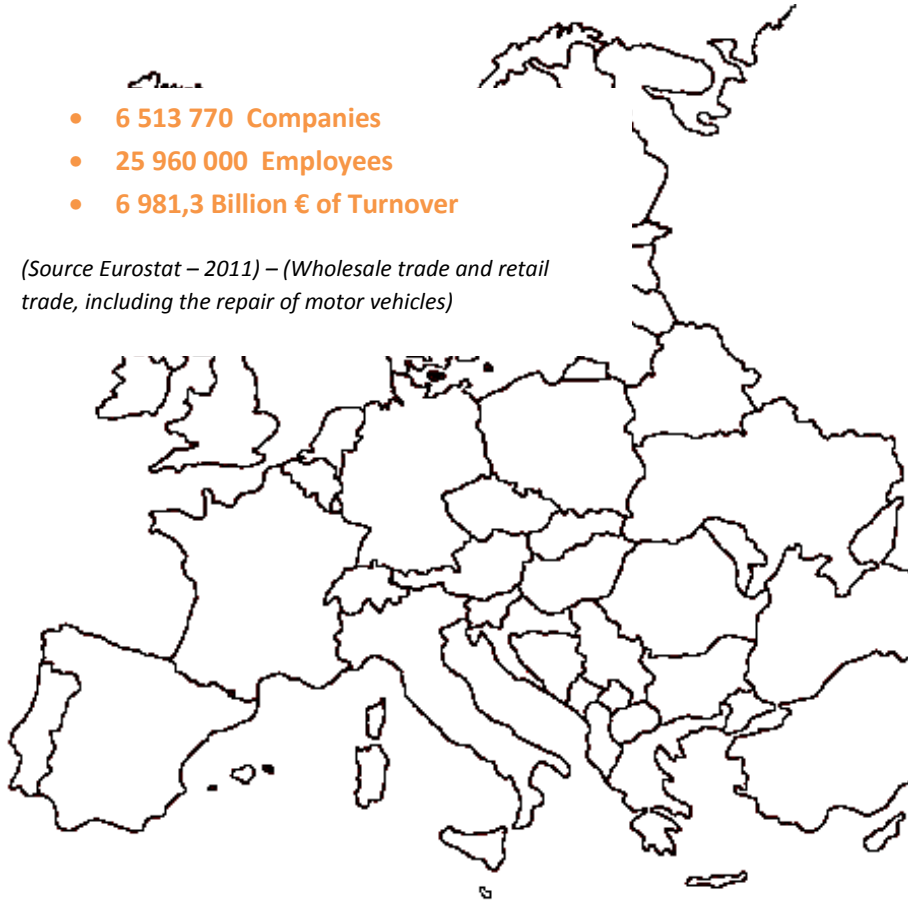 • 6 513 770 Companies
• 25 960 000 Employees
• 6 981,3 Billion € of Turnover
(Source Eurostat – 2011) – (Wholesale trade and retail
trade, including the repair of motor vehicles)